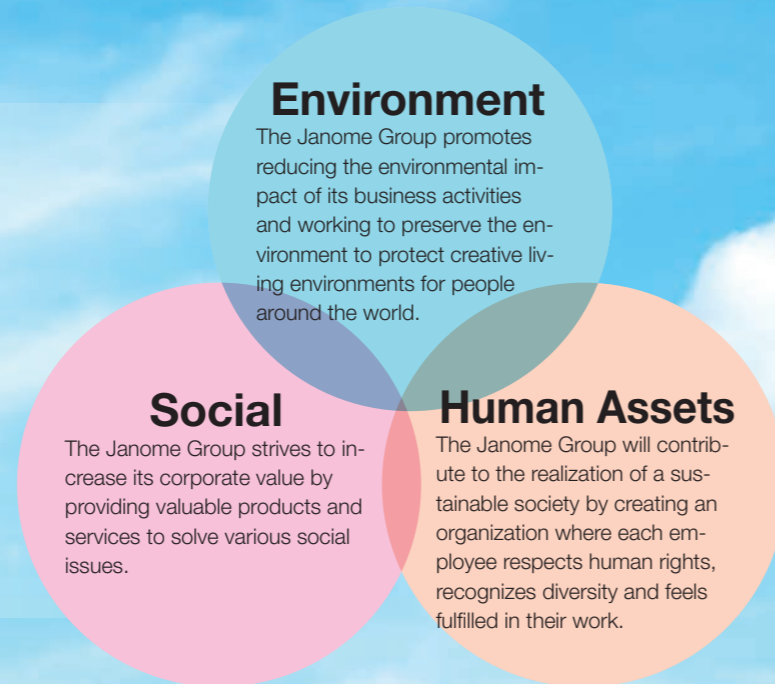 Environment
The Janome Group promotes
reducing the environmental im-
pact of its business activities
and working to preserve the en-
vironment to protect creative liv-
ing environments for people
around the world.
Social
The Janome Group strives to in-
crease its corporate value by
providing valuable products and
services to solve various social
issues.
Human Assets
The Janome Group will contrib-
ute to the realization of a sus-
tainable society by creating an
organization where each em-
ployee respects human rights,
recognizes diversity and feels
fulfilled in their work.